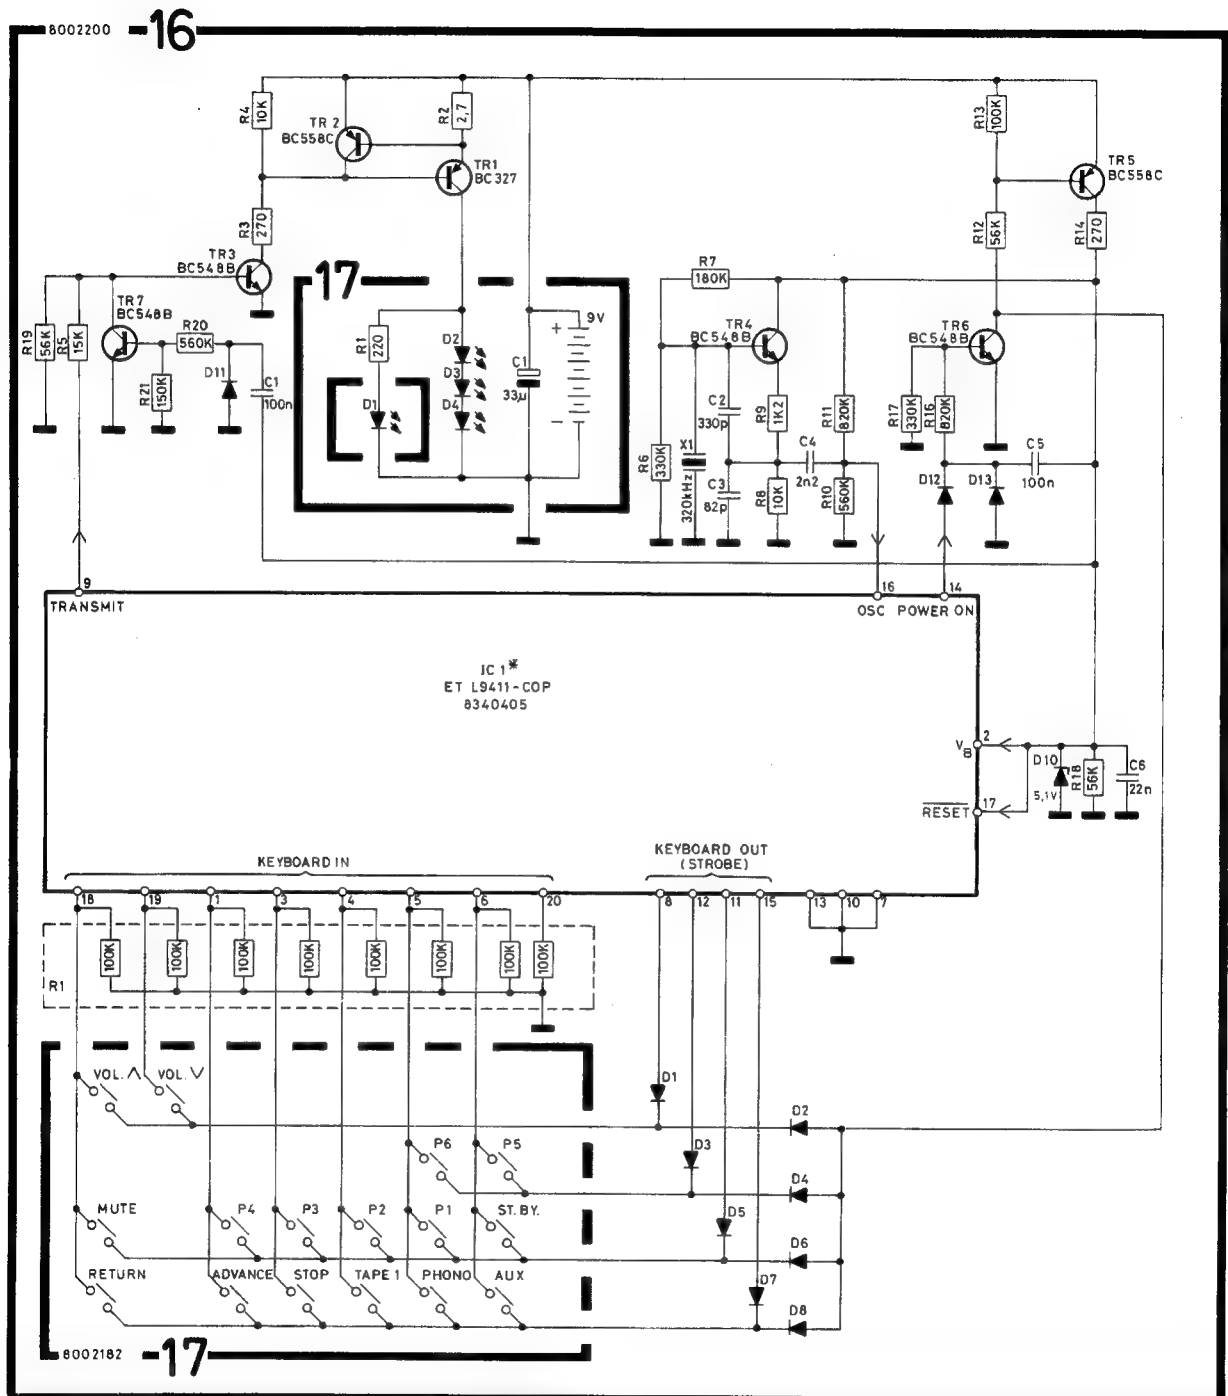 8002200 -16
R4
10K
TR 2
BC558C
R2
2,7
TR1
BC327
R13
100K
TR5
BC558C
R3
270
TR3
BC548B
R12
56K
R14
270
17
R7
180K
TR7
BC548B
R19
56K
R5
15K
R20
560K
R21
150K
D11
C1
100n
R1
220
D1
D2
D3
D4
C1
33µ
+
9V
−
TR4
BC548B
TR6
BC548B
C2
330p
R9
1K2
R11
820K
R17
330K
R16
820K
R6
330K
X1
320kHz
C3
82p
R8
10K
C4
2n2
R10
560K
D12
D13
C5
100n
9
TRANSMIT
16
OSC
14
POWER ON
IC 1*
ET L9411-COP
8340405
V
2
RESET
17
D10
5,1V
R18
56K
C6
22n
KEYBOARD IN
KEYBOARD OUT
(STROBE)
18
19
1
3
4
5
6
20
8
12
11
15
13
10
7
R1
100K
100K
100K
100K
100K
100K
100K
100K
VOL. ∧
VOL. ∨
D1
D2
P6
P5
D3
D4
MUTE
P4
P3
P2
P1
ST.BY.
D5
D6
RETURN
ADVANCE
STOP
TAPE 1
PHONO
AUX
D7
D8
8002182 -17